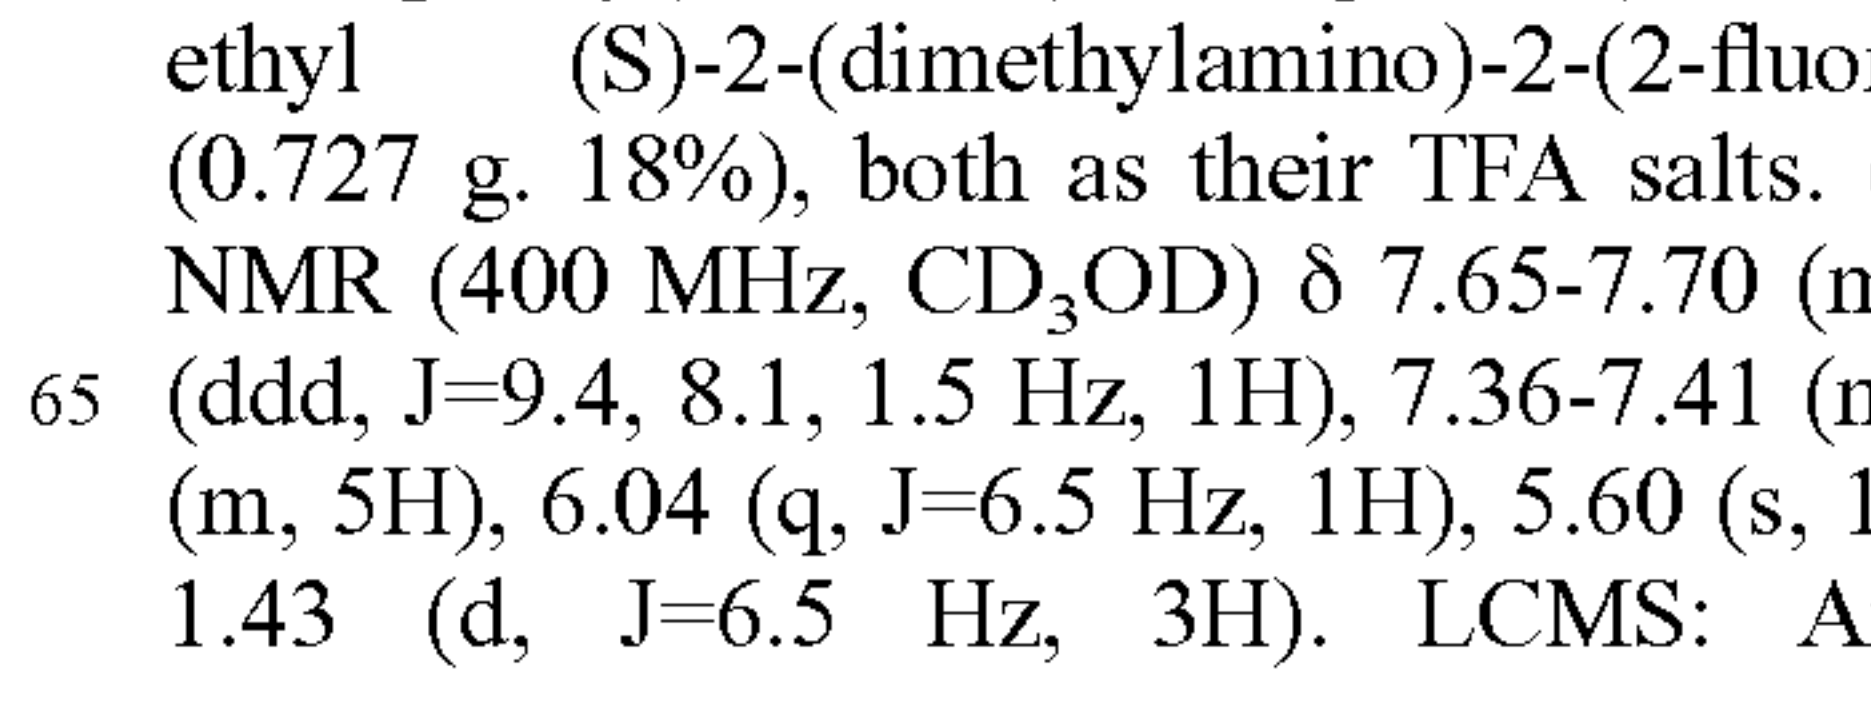 ethyl (S)-2-(dimethylamino)-2-(2-fluor
(0.727 g. 18%), both as their TFA salts.
NMR (400 MHz, CD₃OD) δ 7.65-7.70 (m
65 (ddd, J=9.4, 8.1, 1.5 Hz, 1H), 7.36-7.41 (m
(m, 5H), 6.04 (q, J=6.5 Hz, 1H), 5.60 (s, 1
1.43 (d, J=6.5 Hz, 3H). LCMS: A